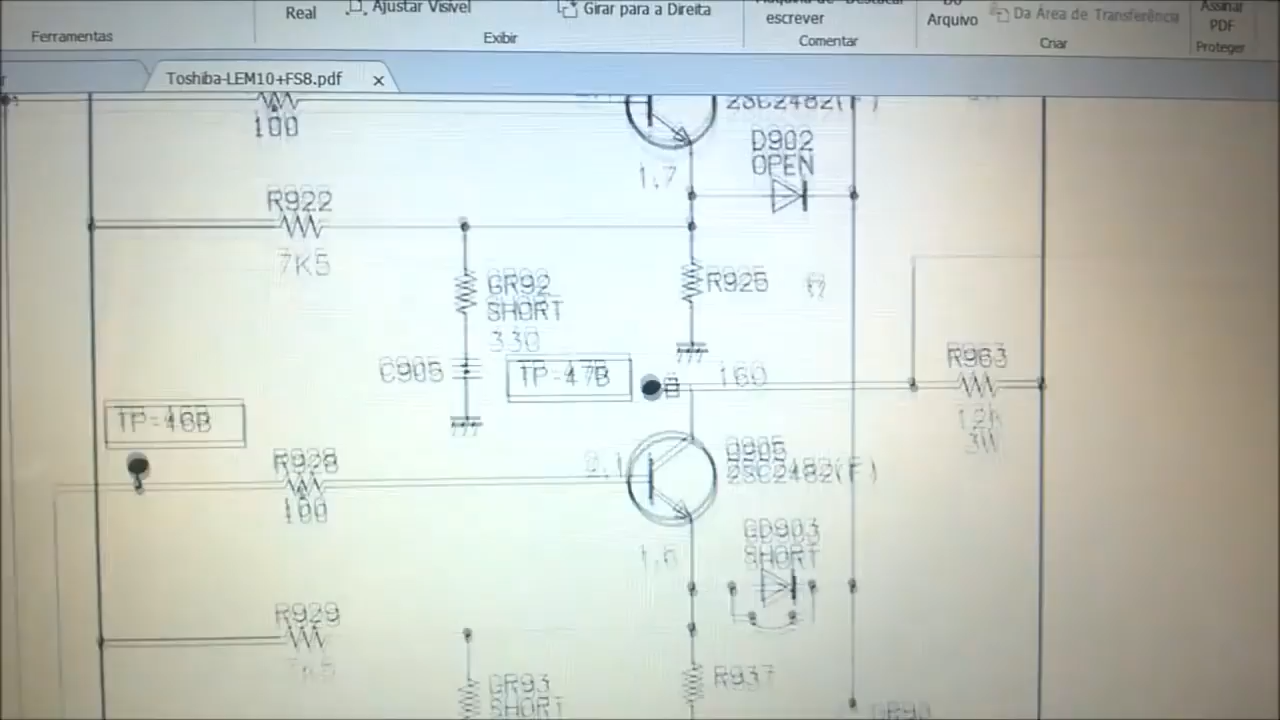 Real
Ajustar Visível
Girar para a Direita
escrever
Arquivo
Da Área de Transferência
Assinar
PDF
Ferramentas
Exibir
Comentar
Criar
Proteger
Toshiba-LEM10+FS8.pdf
100
2SC2482(F)
D902
OPEN
1.7
R922
7K5
GR92
SHORT
330
R925
C905
TP-47B
B
160
R963
1.2K
3W
TP-46B
R928
100
2SC2482(F)
1.6
GD903
SHORT
R929
R937
GR93
SHORT